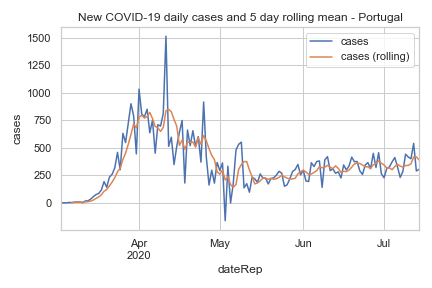 New COVID-19 daily cases and 5 day rolling mean - Portugal
cases
cases (rolling)
1500
1250
1000
750
500
250
0
cases
Apr
2020
May
Jun
Jul
dateRep